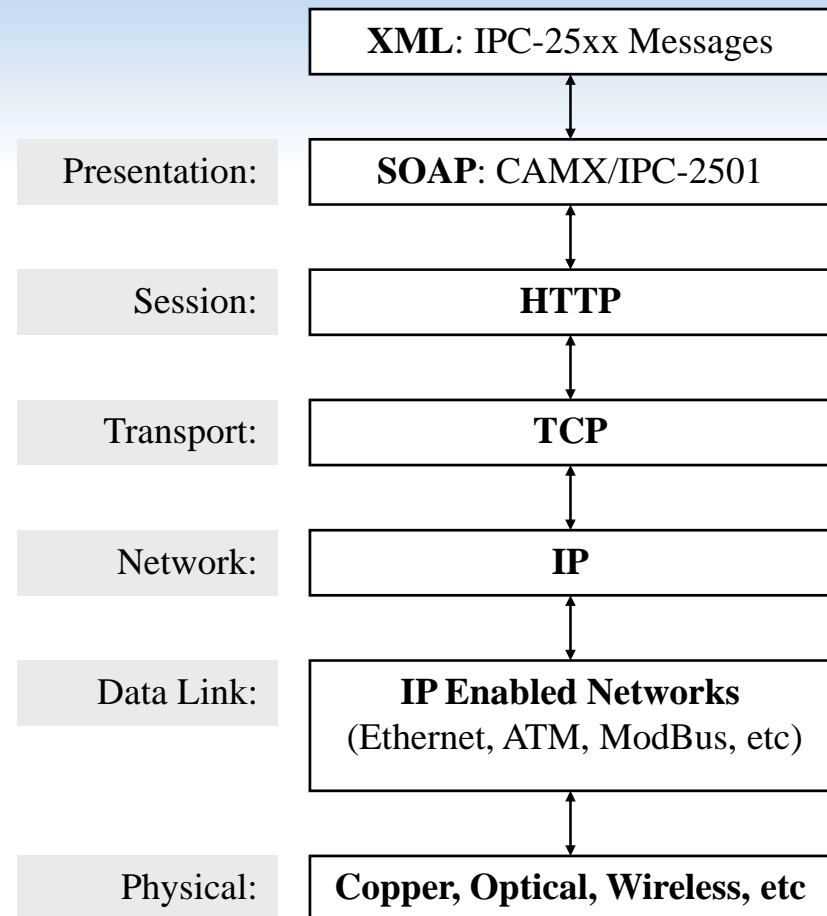 XML: IPC-25xx Messages
Presentation:
SOAP: CAMX/IPC-2501
Session:
HTTP
Transport:
TCP
Network:
IP
Data Link:
IP Enabled Networks
(Ethernet, ATM, ModBus, etc)
Physical:
Copper, Optical, Wireless, etc